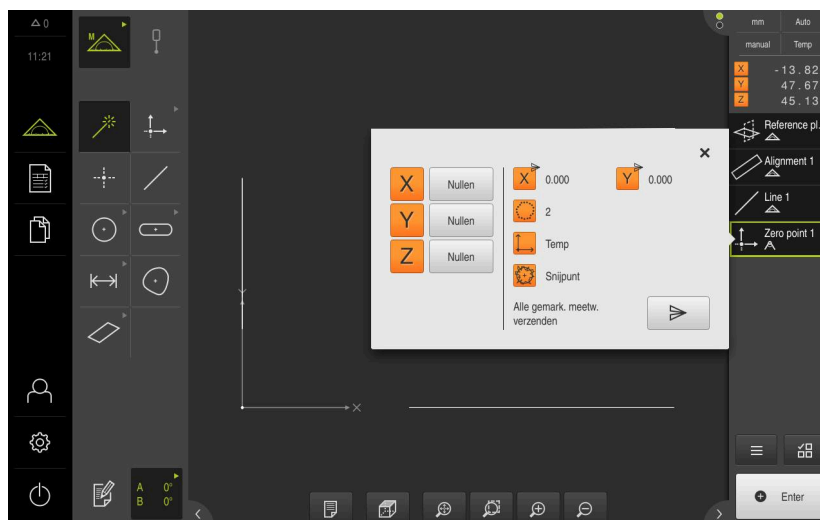 0
11:21
M
A 0°
B 0°
X
Nullen
Y
Nullen
Z
Nullen
X 0.000
Y 0.000
2
Temp
Snijpunt
Alle gemark. meetw.
verzenden
Y
X
mm Auto
manual Temp
X -13.82
Y 47.67
Z 45.13
Reference pl.
Alignment 1
Line 1
Zero point 1
Enter